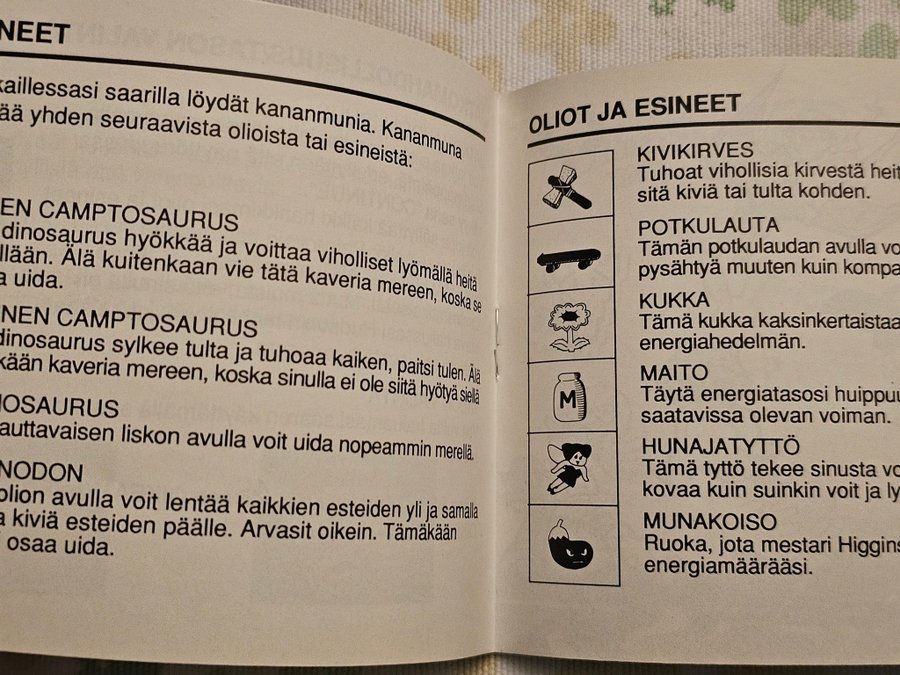 NEET
kaillessasi saarilla löydät kananmunia. Kananmuna
ää yhden seuraavista olioista tai esineistä:
EN CAMPTOSAURUS
dinosaurus hyökkää ja voittaa viholliset lyömällä heitä
llään. Älä kuitenkaan vie tätä kaveria mereen, koska se
a uida.
NEN CAMPTOSAURUS
dinosaurus sylkee tulta ja tuhoaa kaiken, paitsi tulen. Älä
kään kaveria mereen, koska sinulla ei ole siitä hyötyä siellä
OSAURUS
auttavaisen liskon avulla voit uida nopeammin merellä.
NODON
olion avulla voit lentää kaikkien esteiden yli ja samalla
a kiviä esteiden päälle. Arvasit oikein. Tämäkään
i osaa uida.
OLIOT JA ESINEET
KIVIKIRVES
Tuhoat vihollisia kirvestä heit
sitä kiviä tai tulta kohden.
POTKULAUTA
Tämän potkulaudan avulla vo
pysähtyä muuten kuin kompa
KUKKA
Tämä kukka kaksinkertaistaa
energiahedelmän.
M
MAITO
Täytä energiatasosi huippuu
saatavissa olevan voiman.
HUNAJATYTTÖ
Tämä tyttö tekee sinusta vo
kovaa kuin suinkin voit ja ly
MUNAKOISO
Ruoka, jota mestari Higgins
energiamäärääsi.